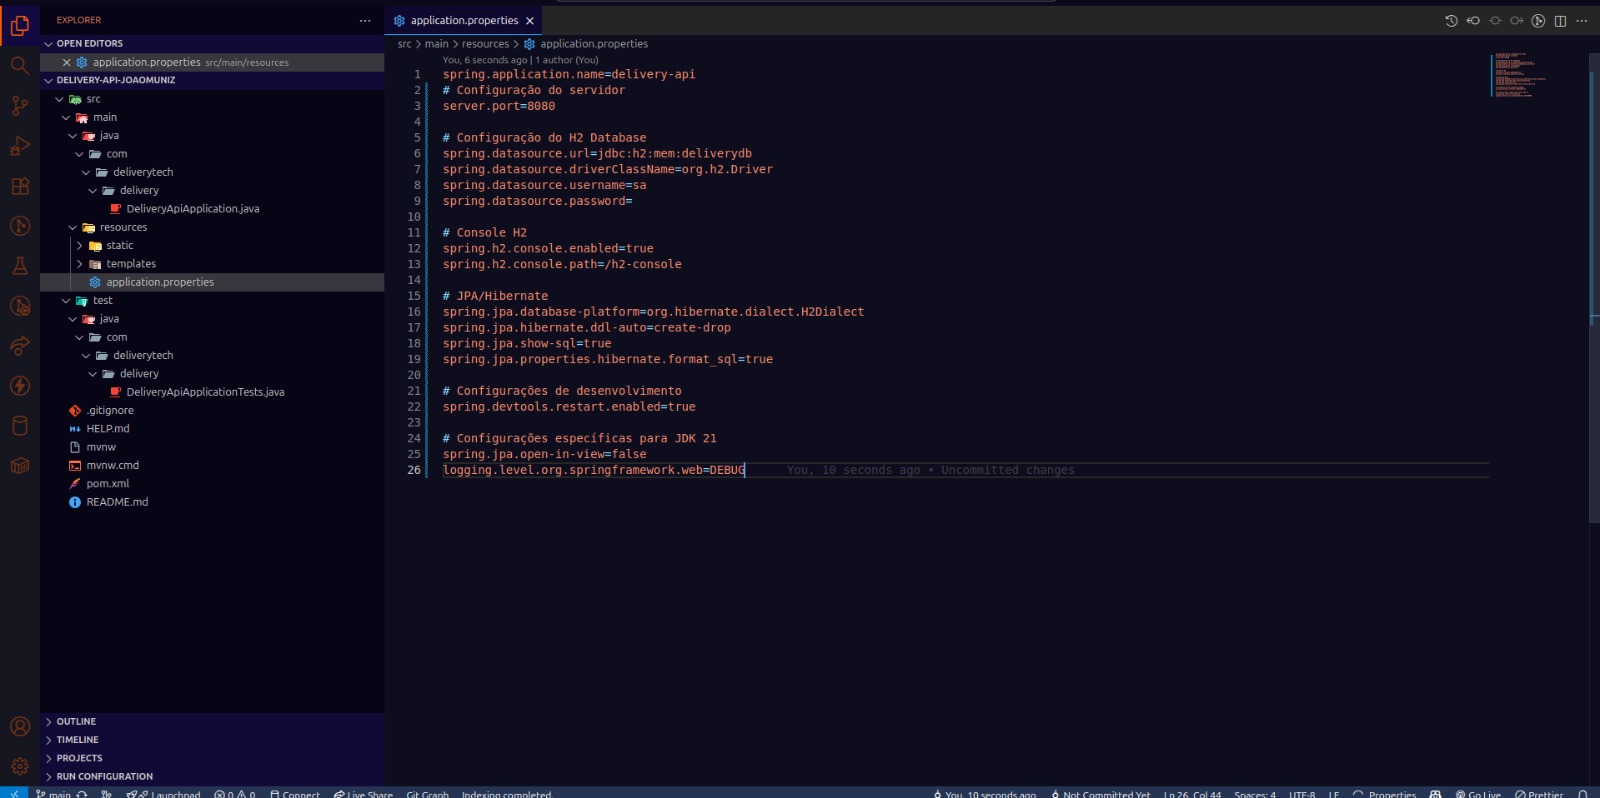 EXPLORER
OPEN EDITORS
application.properties src/main/resources
DELIVERY-API-JOAOMUNIZ
src
main
java
com
deliverytech
delivery
DeliveryApiApplication.java
resources
static
templates
application.properties
test
java
com
deliverytech
delivery
DeliveryApiApplicationTests.java
.gitignore
HELP.md
mvnw
mvnw.cmd
pom.xml
README.md
OUTLINE
TIMELINE
PROJECTS
RUN CONFIGURATION
application.properties
src > main > resources > application.properties
You, 6 seconds ago | 1 author (You)
1 spring.application.name=delivery-api
2 # Configuração do servidor
3 server.port=8080
4
5 # Configuração do H2 Database
6 spring.datasource.url=jdbc:h2:mem:deliverydb
7 spring.datasource.driverClassName=org.h2.Driver
8 spring.datasource.username=sa
9 spring.datasource.password=
10
11 # Console H2
12 spring.h2.console.enabled=true
13 spring.h2.console.path=/h2-console
14
15 # JPA/Hibernate
16 spring.jpa.database-platform=org.hibernate.dialect.H2Dialect
17 spring.jpa.hibernate.ddl-auto=create-drop
18 spring.jpa.show-sql=true
19 spring.jpa.properties.hibernate.format_sql=true
20
21 # Configurações de desenvolvimento
22 spring.devtools.restart.enabled=true
23
24 # Configurações específicas para JDK 21
25 spring.jpa.open-in-view=false
26 logging.level.org.springframework.web=DEBUG You, 10 seconds ago • Uncommitted changes
main Launchpad 0 0 Connect Live Share Git Graph Indexing completed. You, 10 seconds ago Not Committed Yet Ln 26, Col 44 Spaces: 4 UTF-8 LF Properties Go Live Prettier